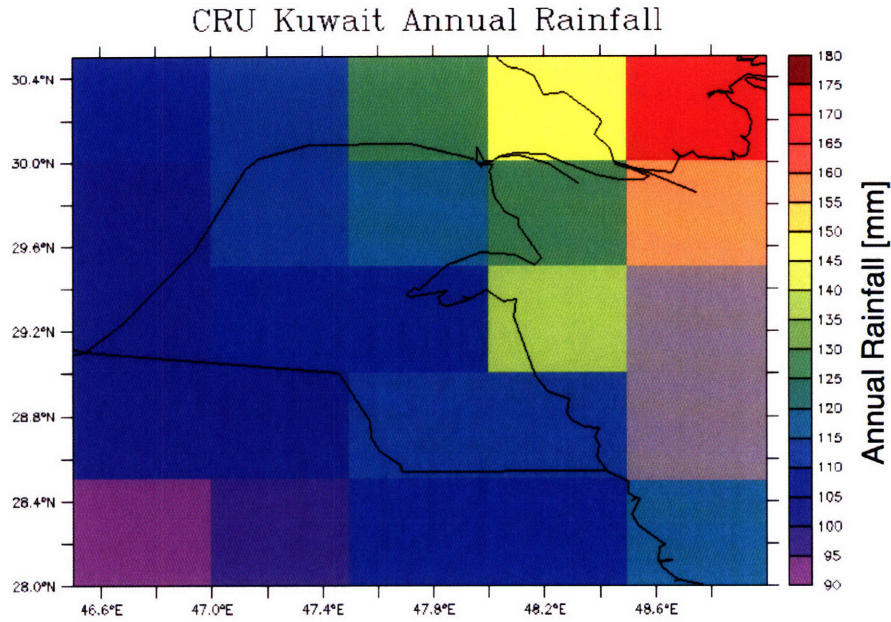 CRU Kuwait Annual Rainfall
30.4°N
30.0°N
29.6°N
29.2°N
28.8°N
28.4°N
28.0°N
46.6°E 47.0°E 47.4°E 47.8°E 48.2°E 48.6°E
180
175
165
160
155
150
145
140
135
130
125
120
115
110
105
100
95
90
Annual Rainfall [mm]